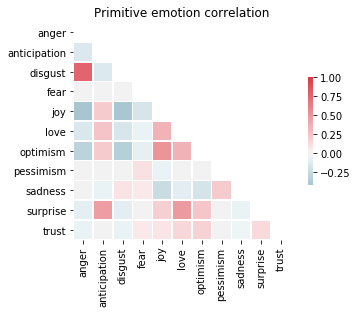 Primitive emotion correlation
anger
anticipation
disgust
fear
joy
love
optimism
pessimism
sadness
surprise
trust
anger
anticipation
disgust
fear
joy
love
optimism
pessimism
sadness
surprise
trust
1.00
0.75
0.50
0.25
0.00
−0.25